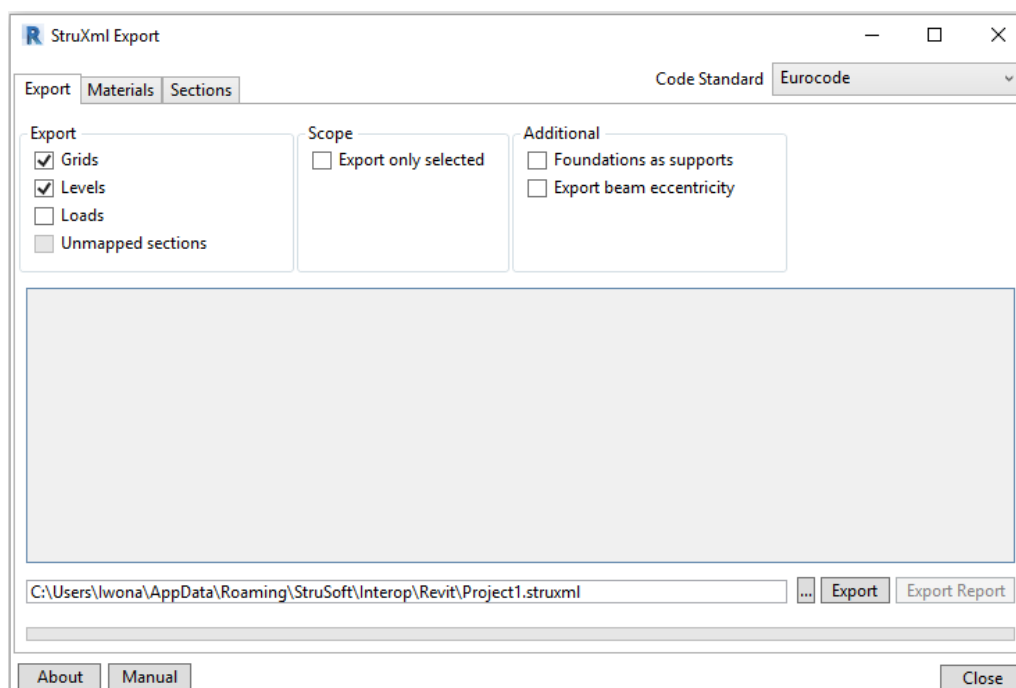 R StruXml Export
Export Materials Sections Code Standard Eurocode
Export Scope Additional
Grids Export only selected Foundations as supports
Levels Export beam eccentricity
Loads
Unmapped sections
C:\Users\Iwona\AppData\Roaming\StruSoft\Interop\Revit\Project1.struxml ... Export Export Report
About Manual Close